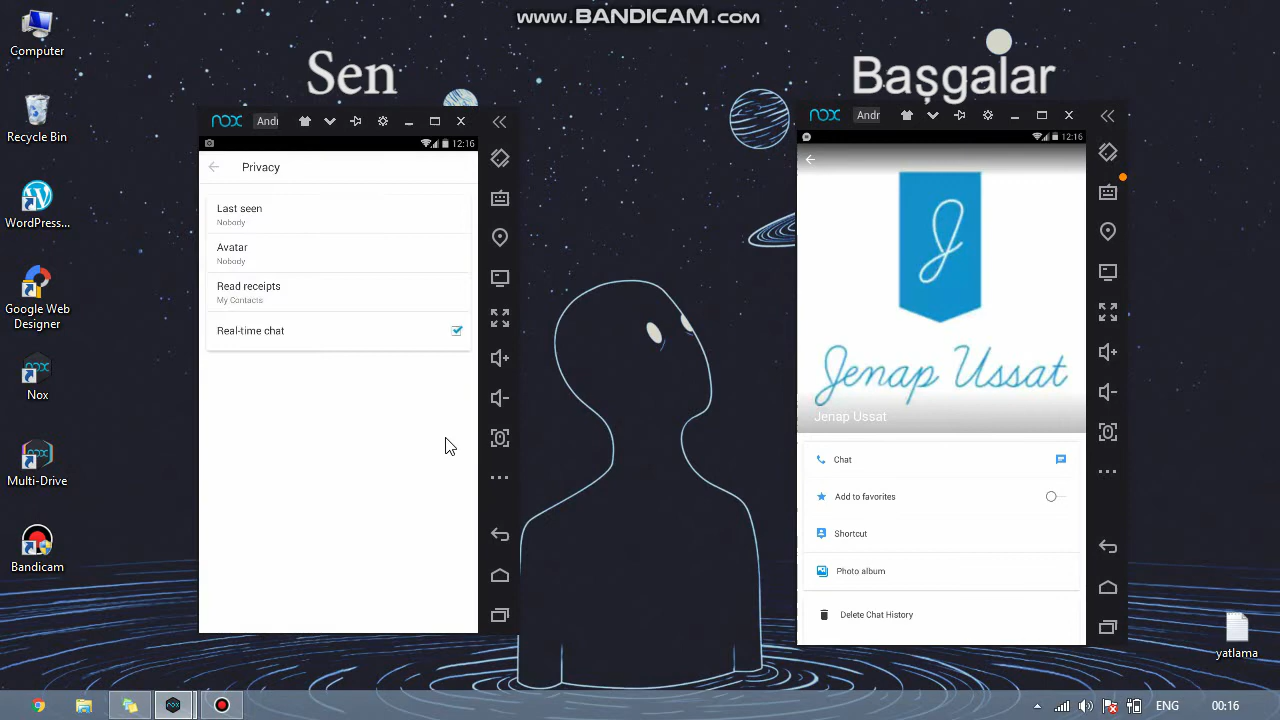 www.BANDICAM.com
Computer
Recycle Bin
WordPress...
Google Web
Designer
Nox
Multi-Drive
Bandicam
yatlama
Sen
nox
Andı
12:16
Privacy
Last seen
Nobody
Avatar
Nobody
Read receipts
My Contacts
Real-time chat
Başgalar
nox
Andr
12:16
J
Jenap Ussat
Jenap Ussat
Chat
Add to favorites
Shortcut
Photo album
Delete Chat History
ENG
00:16